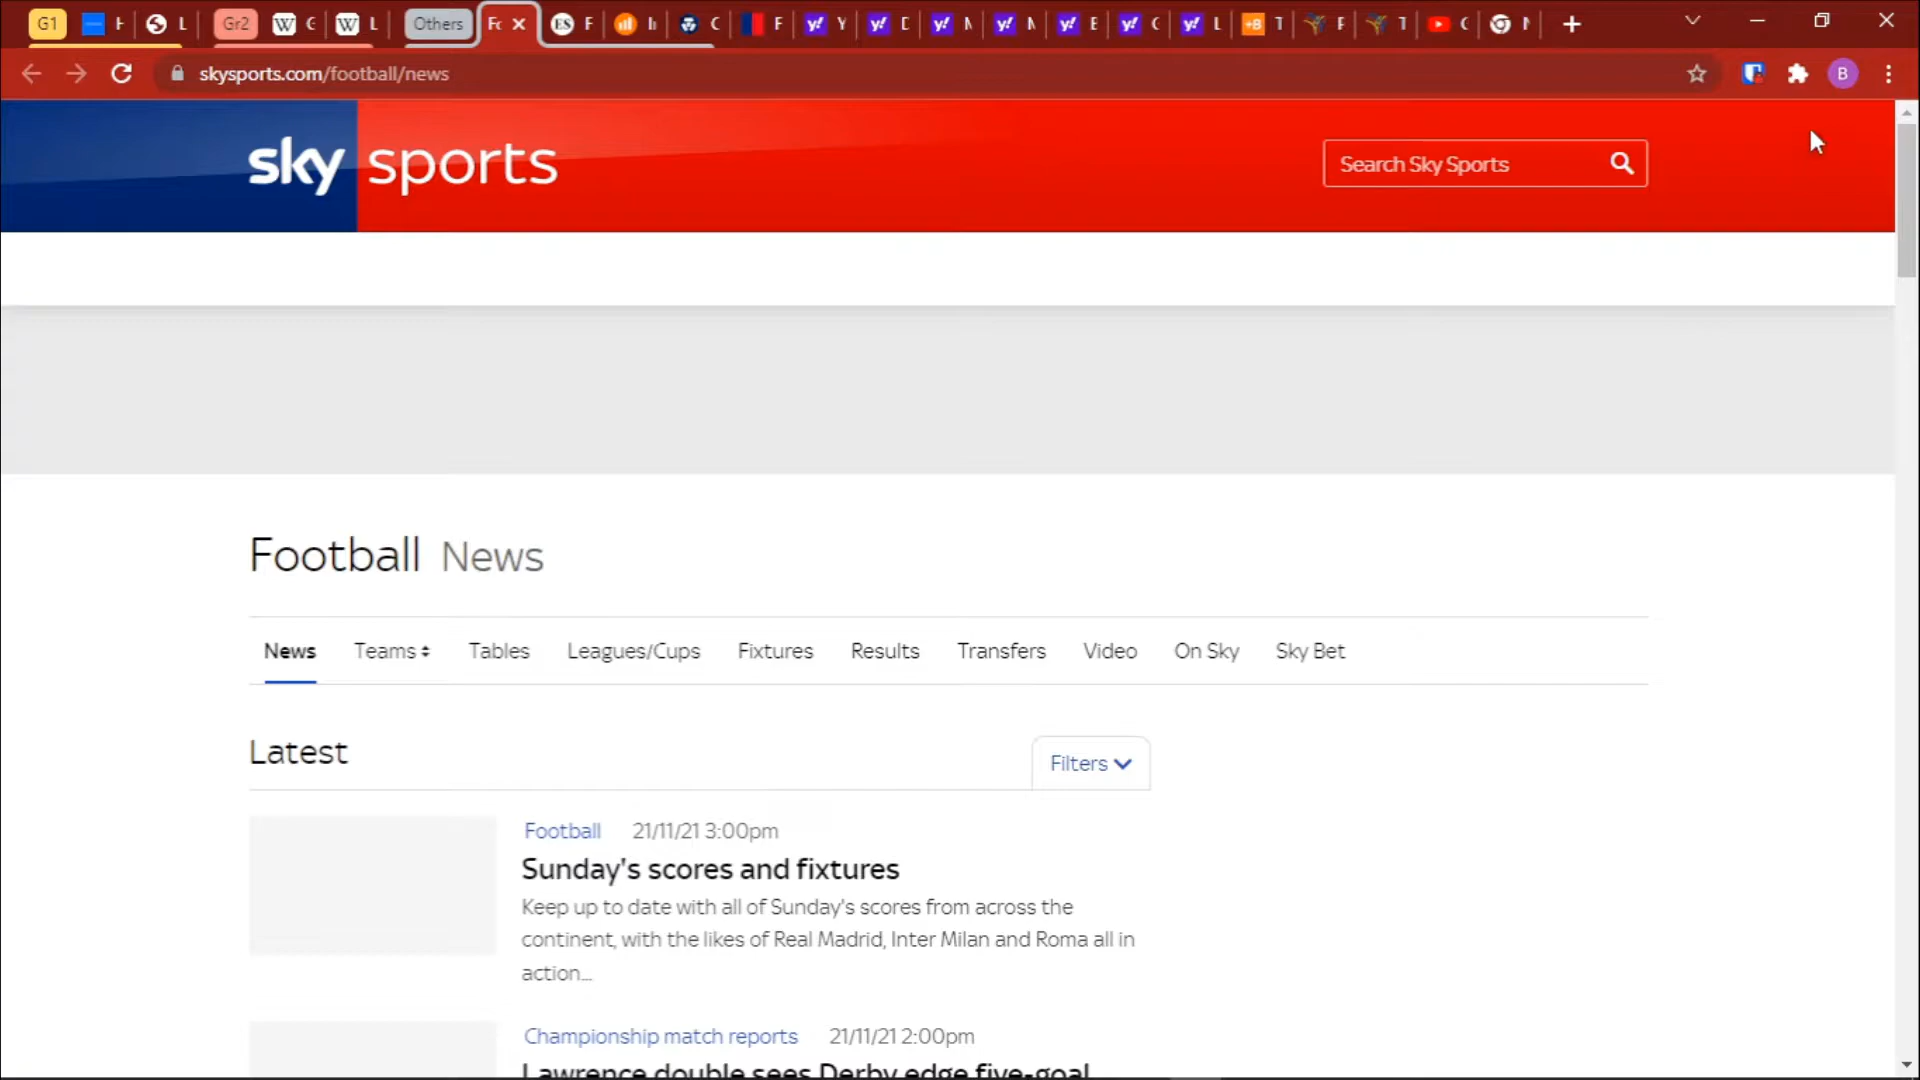 G1
Gr2
Others
skysports.com/football/news
B
sky sports
Search Sky Sports
Football News
News Teams Tables Leagues/Cups Fixtures Results Transfers Video On Sky Sky Bet
Latest
Filters
Football 21/11/21 3:00pm
Sunday's scores and fixtures
Keep up to date with all of Sunday's scores from across the
continent, with the likes of Real Madrid, Inter Milan and Roma all in
action...
Championship match reports 21/11/21 2:00pm
Lawrence double sees Derby edge five-goal